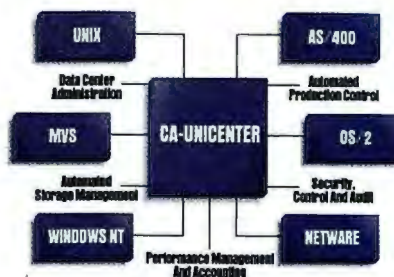 UNIX
AS/400
Data Center
Administration
Automated
Production Control
MVS
CA-UNICENTER
OS/2
Automated
Storage Management
Security,
Control And Audit
WINDOWS NT
Performance Management
And Accounting
NETWARE